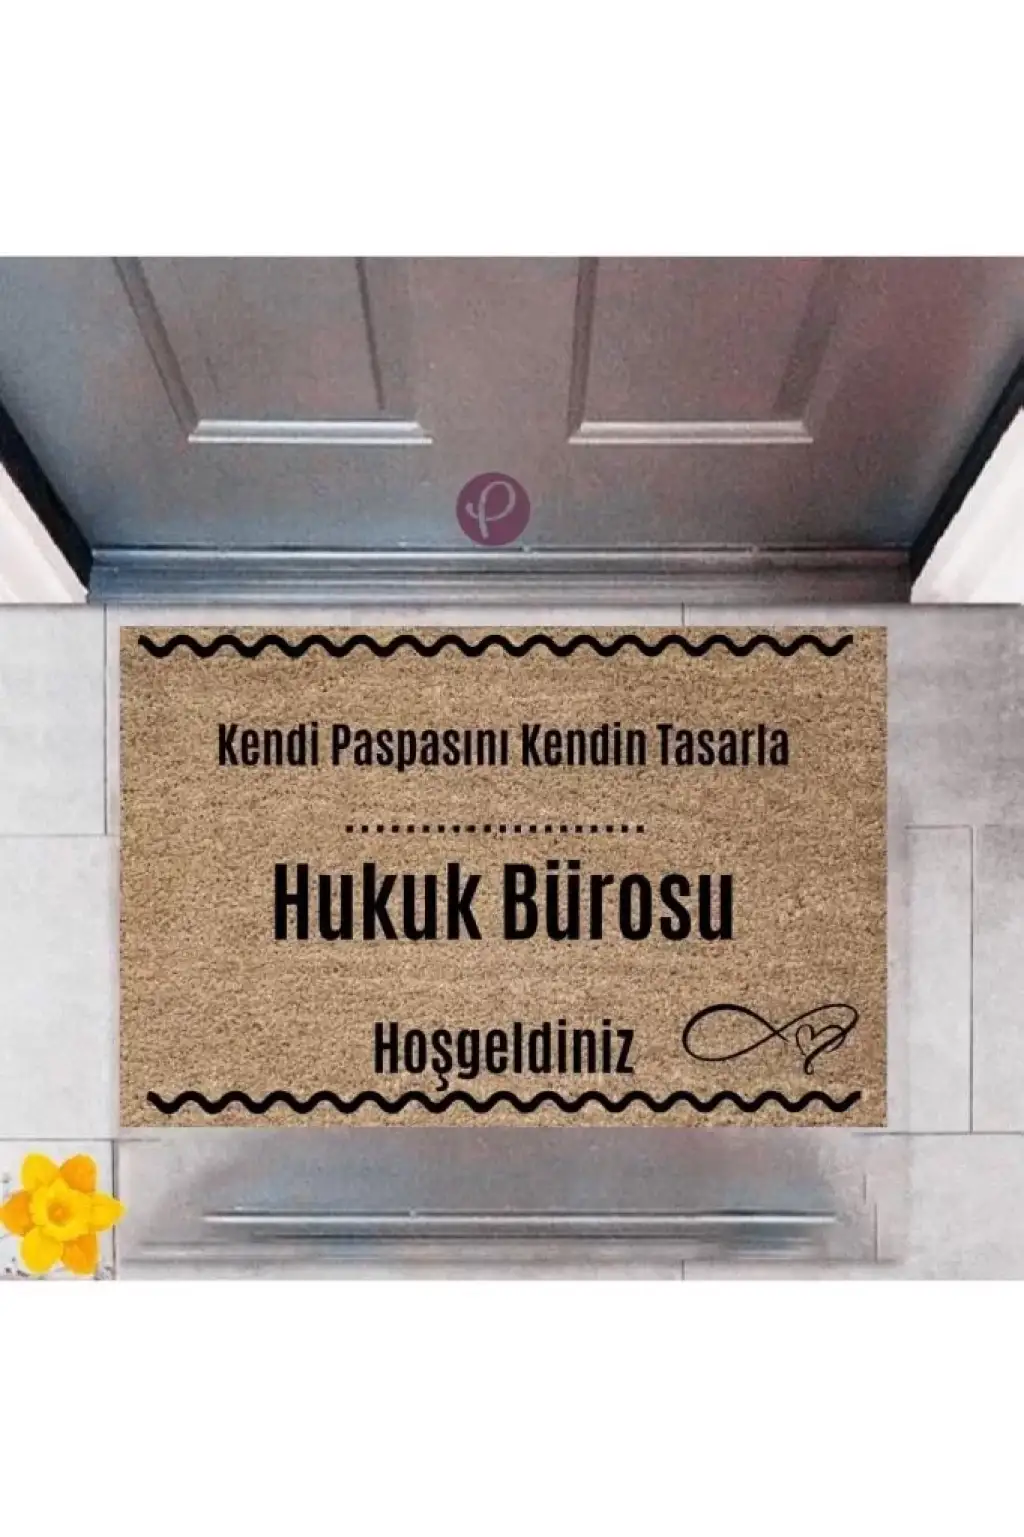 P
Kendi Paspasını Kendin Tasarla
....................
Hukuk Bürosu
Hoşgeldiniz